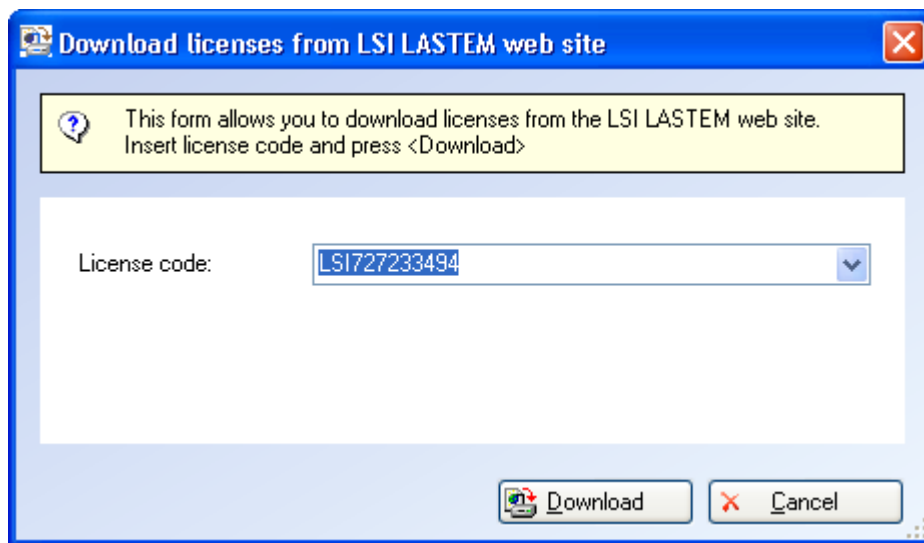 Download licenses from LSI LASTEM web site
This form allows you to download licenses from the LSI LASTEM web site.
Insert license code and press <Download>
License code:
LSI727233494
Download
Cancel